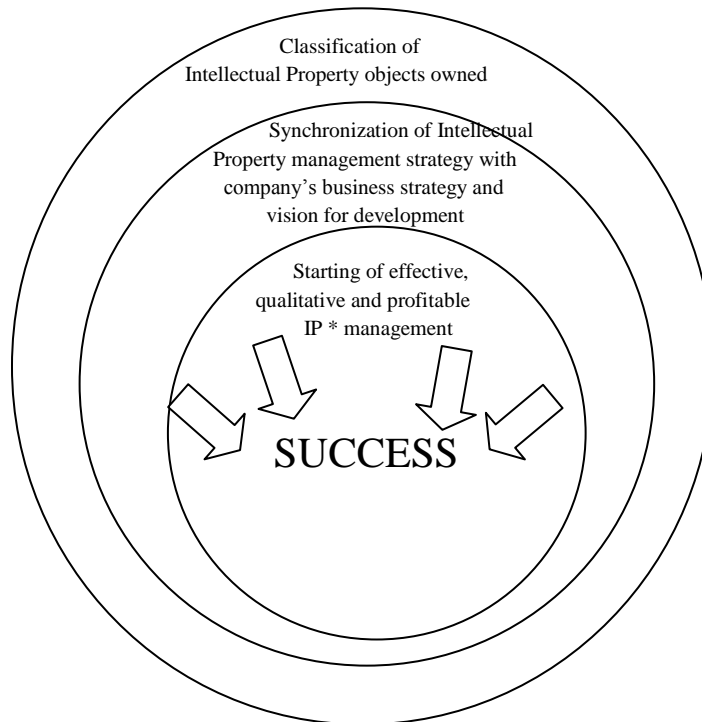 Classification of
Intellectual Property objects owned
Synchronization of Intellectual
Property management strategy with
company’s business strategy and
vision for development
Starting of effective,
qualitative and profitable
IP * management
SUCCESS